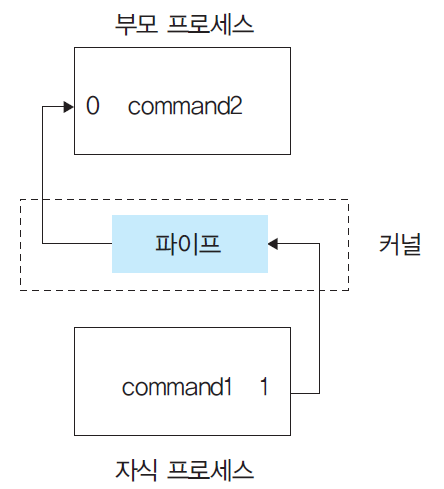 부모 프로세스
0 command2
파이프
커널
command1 1
자식 프로세스